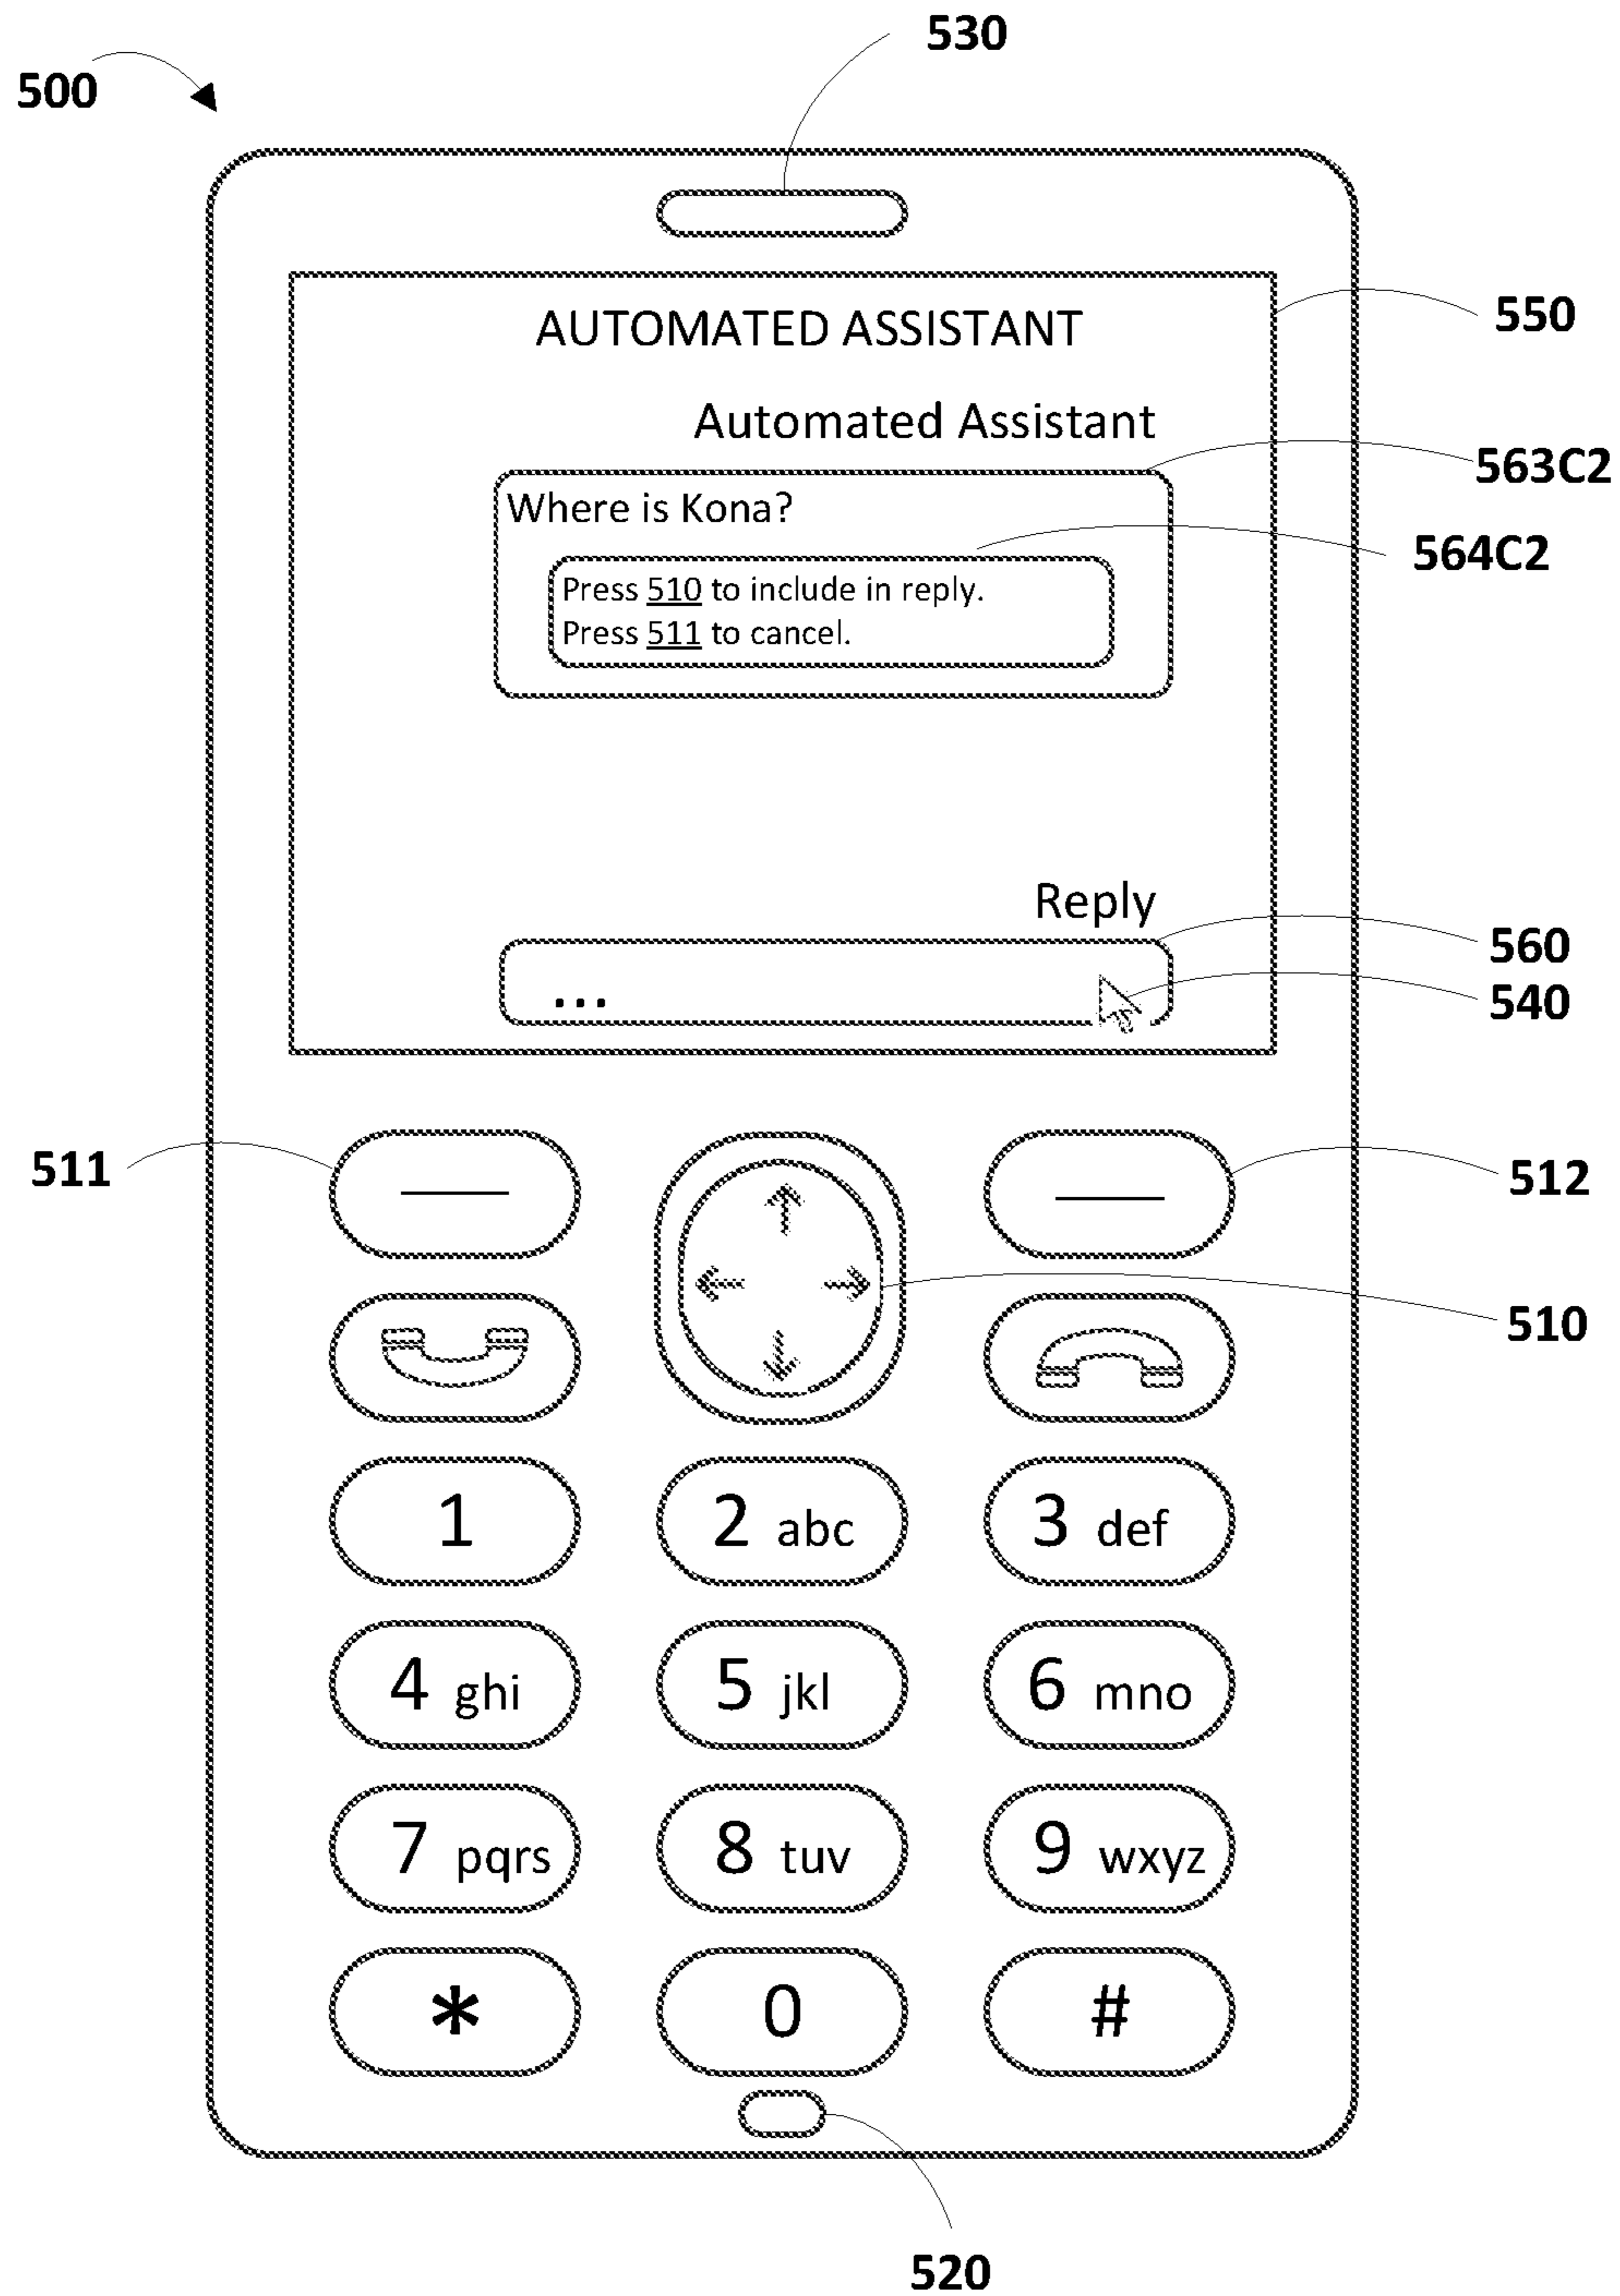 530
500
550
AUTOMATED ASSISTANT
Automated Assistant
563C2
Where is Kona?
564C2
Press 510 to include in reply.
Press 511 to cancel.
Reply
560
...
540
511
512
510
1
2 abc
3 def
4 ghi
5 jkl
6 mno
7 pqrs
8 tuv
9 wxyz
*
0
#
520